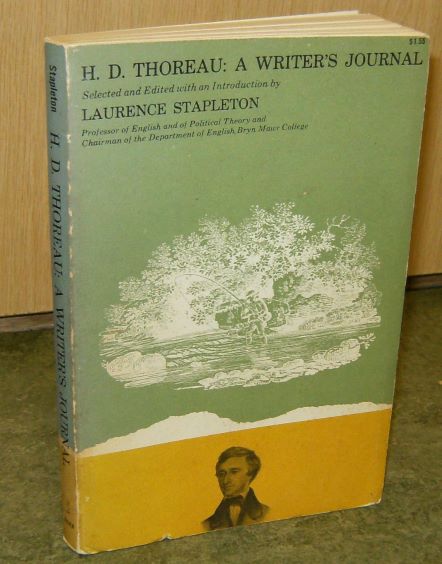 $1.55
H. D. THOREAU: A WRITER'S JOURNAL
Selected and Edited with an Introduction by
LAURENCE STAPLETON
Professor of English and of Political Theory and
Chairman of the Department of English, Bryn Mawr College
Stapleton H. D. THOREAU: A WRITER'S JOURNAL